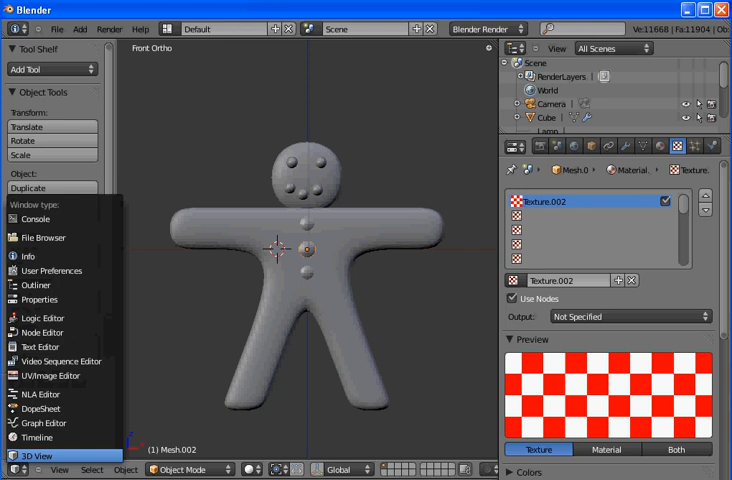 Blender
File Add Render Help
Default
Scene
Blender Render
Ve:11668 | Fa:11904 | Ob:
Tool Shelf
Add Tool
Object Tools
Transform:
Translate
Rotate
Scale
Object:
Duplicate
Window type:
Console
File Browser
Info
User Preferences
Outliner
Properties
Logic Editor
Node Editor
Text Editor
Video Sequence Editor
UV/Image Editor
NLA Editor
DopeSheet
Graph Editor
Timeline
3D View
Front Ortho
(1) Mesh.002
View Select Object
Object Mode
Global
View
All Scenes
Scene
RenderLayers
World
Camera
Cube
Lamp
Mesh.0
Material.
Texture.
Texture.002
Texture.002
Use Nodes
Output:
Not Specified
Preview
Texture Material Both
Colors